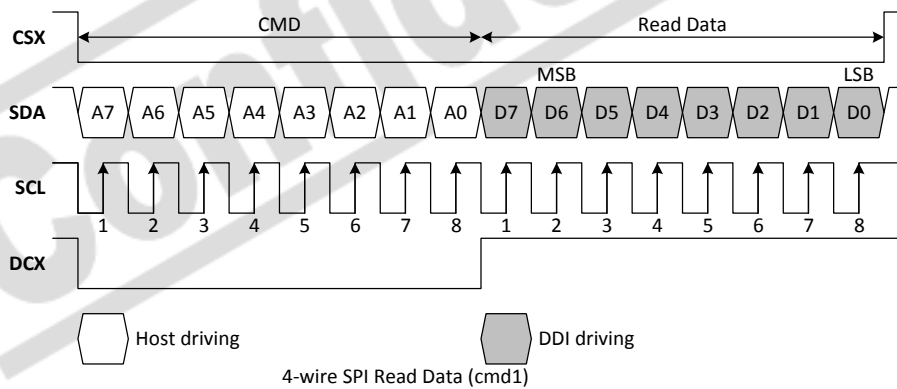 CSX CMD Read Data
MSB LSB
SDA A7 A6 A5 A4 A3 A2 A1 A0 D7 D6 D5 D4 D3 D2 D1 D0
SCL
1 2 3 4 5 6 7 8 1 2 3 4 5 6 7 8
DCX
Host driving DDI driving
4-wire SPI Read Data (cmd1)